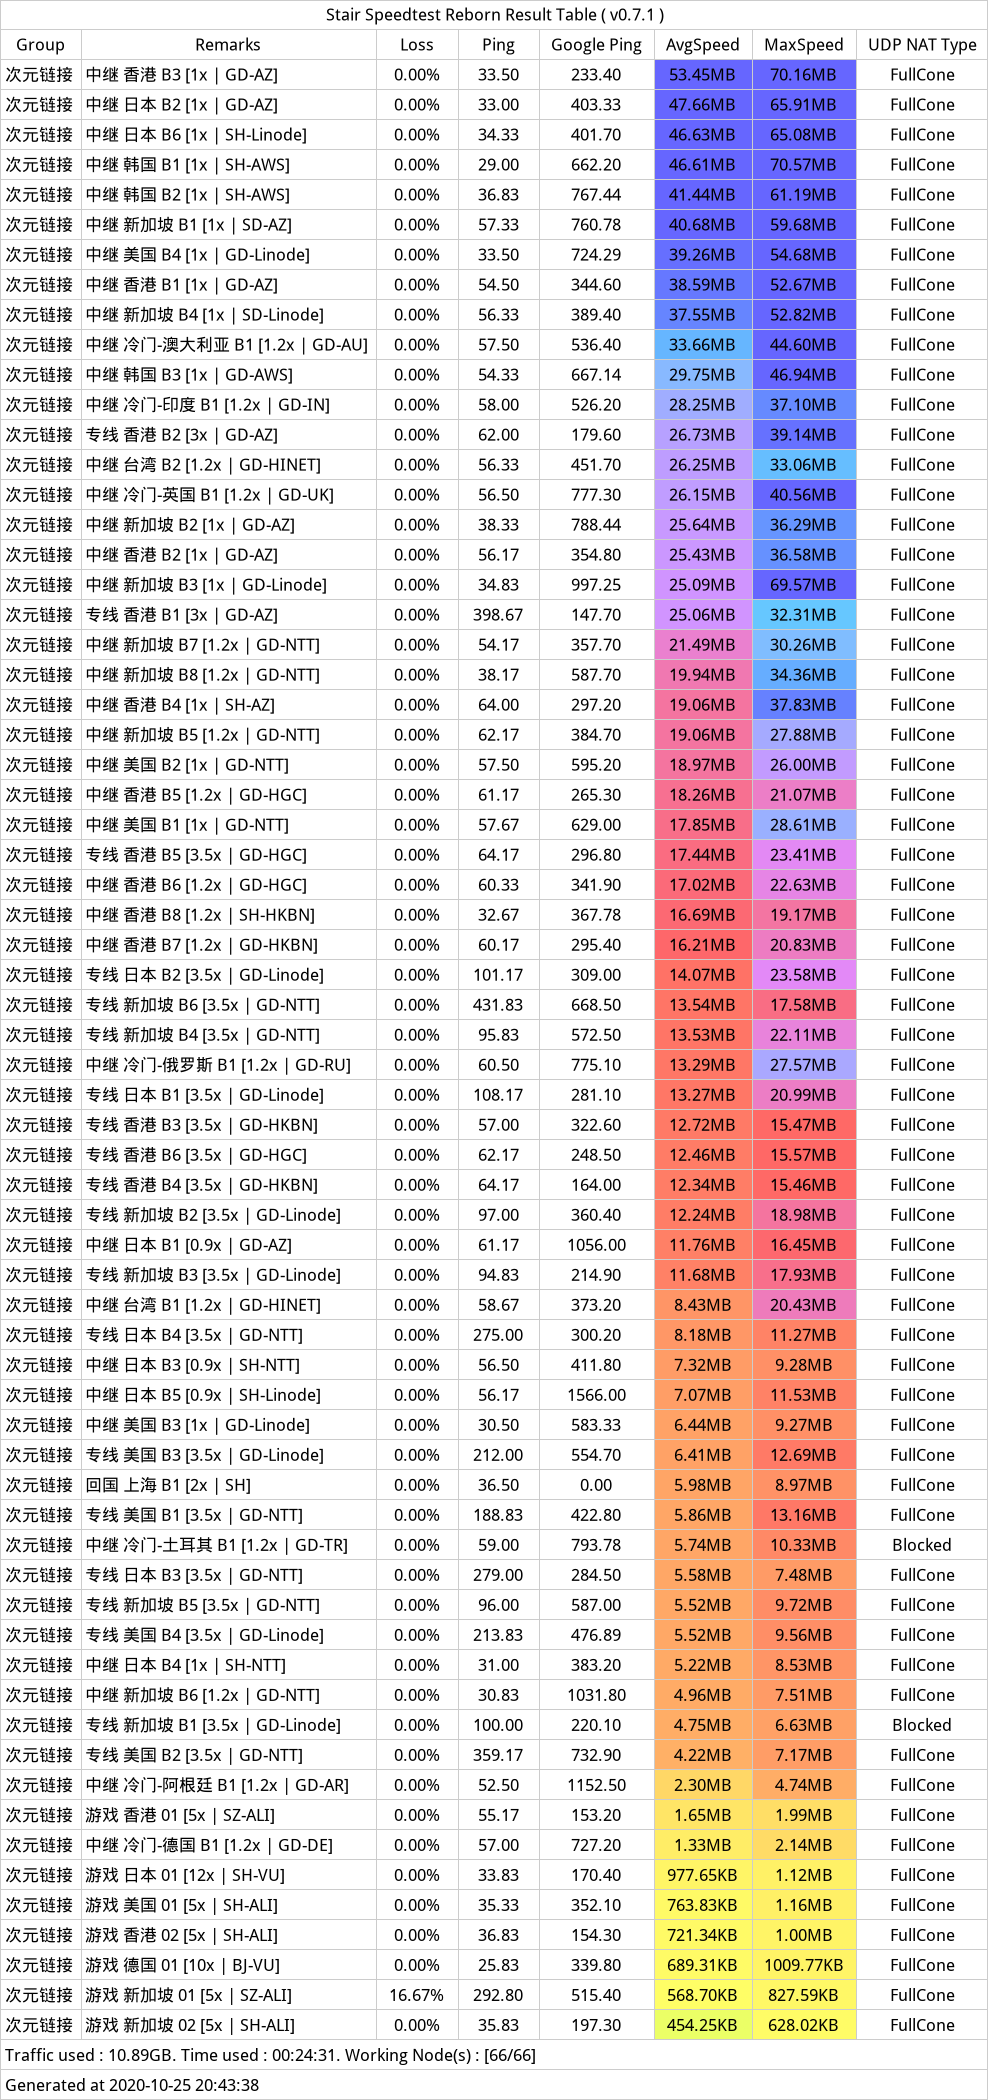 Stair Speedtest Reborn Result Table ( v0.7.1 )
Group Remarks Loss Ping Google Ping AvgSpeed MaxSpeed UDP NAT Type
次元链接 中继 香港 B3 [1x | GD-AZ] 0.00% 33.50 233.40 53.45MB 70.16MB FullCone
次元链接 中继 日本 B2 [1x | GD-AZ] 0.00% 33.00 403.33 47.66MB 65.91MB FullCone
次元链接 中继 日本 B6 [1x | SH-Linode] 0.00% 34.33 401.70 46.63MB 65.08MB FullCone
次元链接 中继 韩国 B1 [1x | SH-AWS] 0.00% 29.00 662.20 46.61MB 70.57MB FullCone
次元链接 中继 韩国 B2 [1x | SH-AWS] 0.00% 36.83 767.44 41.44MB 61.19MB FullCone
次元链接 中继 新加坡 B1 [1x | SD-AZ] 0.00% 57.33 760.78 40.68MB 59.68MB FullCone
次元链接 中继 美国 B4 [1x | GD-Linode] 0.00% 33.50 724.29 39.26MB 54.68MB FullCone
次元链接 中继 香港 B1 [1x | GD-AZ] 0.00% 54.50 344.60 38.59MB 52.67MB FullCone
次元链接 中继 新加坡 B4 [1x | SD-Linode] 0.00% 56.33 389.40 37.55MB 52.82MB FullCone
次元链接 中继 冷门-澳大利亚 B1 [1.2x | GD-AU] 0.00% 57.50 536.40 33.66MB 44.60MB FullCone
次元链接 中继 韩国 B3 [1x | GD-AWS] 0.00% 54.33 667.14 29.75MB 46.94MB FullCone
次元链接 中继 冷门-印度 B1 [1.2x | GD-IN] 0.00% 58.00 526.20 28.25MB 37.10MB FullCone
次元链接 专线 香港 B2 [3x | GD-AZ] 0.00% 62.00 179.60 26.73MB 39.14MB FullCone
次元链接 中继 台湾 B2 [1.2x | GD-HINET] 0.00% 56.33 451.70 26.25MB 33.06MB FullCone
次元链接 中继 冷门-英国 B1 [1.2x | GD-UK] 0.00% 56.50 777.30 26.15MB 40.56MB FullCone
次元链接 中继 新加坡 B2 [1x | GD-AZ] 0.00% 38.33 788.44 25.64MB 36.29MB FullCone
次元链接 中继 香港 B2 [1x | GD-AZ] 0.00% 56.17 354.80 25.43MB 36.58MB FullCone
次元链接 中继 新加坡 B3 [1x | GD-Linode] 0.00% 34.83 997.25 25.09MB 69.57MB FullCone
次元链接 专线 香港 B1 [3x | GD-AZ] 0.00% 398.67 147.70 25.06MB 32.31MB FullCone
次元链接 中继 新加坡 B7 [1.2x | GD-NTT] 0.00% 54.17 357.70 21.49MB 30.26MB FullCone
次元链接 中继 新加坡 B8 [1.2x | GD-NTT] 0.00% 38.17 587.70 19.94MB 34.36MB FullCone
次元链接 中继 香港 B4 [1x | SH-AZ] 0.00% 64.00 297.20 19.06MB 37.83MB FullCone
次元链接 中继 新加坡 B5 [1.2x | GD-NTT] 0.00% 62.17 384.70 19.06MB 27.88MB FullCone
次元链接 中继 美国 B2 [1x | GD-NTT] 0.00% 57.50 595.20 18.97MB 26.00MB FullCone
次元链接 中继 香港 B5 [1.2x | GD-HGC] 0.00% 61.17 265.30 18.26MB 21.07MB FullCone
次元链接 中继 美国 B1 [1x | GD-NTT] 0.00% 57.67 629.00 17.85MB 28.61MB FullCone
次元链接 专线 香港 B5 [3.5x | GD-HGC] 0.00% 64.17 296.80 17.44MB 23.41MB FullCone
次元链接 中继 香港 B6 [1.2x | GD-HGC] 0.00% 60.33 341.90 17.02MB 22.63MB FullCone
次元链接 中继 香港 B8 [1.2x | SH-HKBN] 0.00% 32.67 367.78 16.69MB 19.17MB FullCone
次元链接 中继 香港 B7 [1.2x | GD-HKBN] 0.00% 60.17 295.40 16.21MB 20.83MB FullCone
次元链接 专线 日本 B2 [3.5x | GD-Linode] 0.00% 101.17 309.00 14.07MB 23.58MB FullCone
次元链接 专线 新加坡 B6 [3.5x | GD-NTT] 0.00% 431.83 668.50 13.54MB 17.58MB FullCone
次元链接 专线 新加坡 B4 [3.5x | GD-NTT] 0.00% 95.83 572.50 13.53MB 22.11MB FullCone
次元链接 中继 冷门-俄罗斯 B1 [1.2x | GD-RU] 0.00% 60.50 775.10 13.29MB 27.57MB FullCone
次元链接 专线 日本 B1 [3.5x | GD-Linode] 0.00% 108.17 281.10 13.27MB 20.99MB FullCone
次元链接 专线 香港 B3 [3.5x | GD-HKBN] 0.00% 57.00 322.60 12.72MB 15.47MB FullCone
次元链接 专线 香港 B6 [3.5x | GD-HGC] 0.00% 62.17 248.50 12.46MB 15.57MB FullCone
次元链接 专线 香港 B4 [3.5x | GD-HKBN] 0.00% 64.17 164.00 12.34MB 15.46MB FullCone
次元链接 专线 新加坡 B2 [3.5x | GD-Linode] 0.00% 97.00 360.40 12.24MB 18.98MB FullCone
次元链接 中继 日本 B1 [0.9x | GD-AZ] 0.00% 61.17 1056.00 11.76MB 16.45MB FullCone
次元链接 专线 新加坡 B3 [3.5x | GD-Linode] 0.00% 94.83 214.90 11.68MB 17.93MB FullCone
次元链接 中继 台湾 B1 [1.2x | GD-HINET] 0.00% 58.67 373.20 8.43MB 20.43MB FullCone
次元链接 专线 日本 B4 [3.5x | GD-NTT] 0.00% 275.00 300.20 8.18MB 11.27MB FullCone
次元链接 中继 日本 B3 [0.9x | SH-NTT] 0.00% 56.50 411.80 7.32MB 9.28MB FullCone
次元链接 中继 日本 B5 [0.9x | SH-Linode] 0.00% 56.17 1566.00 7.07MB 11.53MB FullCone
次元链接 中继 美国 B3 [1x | GD-Linode] 0.00% 30.50 583.33 6.44MB 9.27MB FullCone
次元链接 专线 美国 B3 [3.5x | GD-Linode] 0.00% 212.00 554.70 6.41MB 12.69MB FullCone
次元链接 回国 上海 B1 [2x | SH] 0.00% 36.50 0.00 5.98MB 8.97MB FullCone
次元链接 专线 美国 B1 [3.5x | GD-NTT] 0.00% 188.83 422.80 5.86MB 13.16MB FullCone
次元链接 中继 冷门-土耳其 B1 [1.2x | GD-TR] 0.00% 59.00 793.78 5.74MB 10.33MB Blocked
次元链接 专线 日本 B3 [3.5x | GD-NTT] 0.00% 279.00 284.50 5.58MB 7.48MB FullCone
次元链接 专线 新加坡 B5 [3.5x | GD-NTT] 0.00% 96.00 587.00 5.52MB 9.72MB FullCone
次元链接 专线 美国 B4 [3.5x | GD-Linode] 0.00% 213.83 476.89 5.52MB 9.56MB FullCone
次元链接 中继 日本 B4 [1x | SH-NTT] 0.00% 31.00 383.20 5.22MB 8.53MB FullCone
次元链接 中继 新加坡 B6 [1.2x | GD-NTT] 0.00% 30.83 1031.80 4.96MB 7.51MB FullCone
次元链接 专线 新加坡 B1 [3.5x | GD-Linode] 0.00% 100.00 220.10 4.75MB 6.63MB Blocked
次元链接 专线 美国 B2 [3.5x | GD-NTT] 0.00% 359.17 732.90 4.22MB 7.17MB FullCone
次元链接 中继 冷门-阿根廷 B1 [1.2x | GD-AR] 0.00% 52.50 1152.50 2.30MB 4.74MB FullCone
次元链接 游戏 香港 01 [5x | SZ-ALI] 0.00% 55.17 153.20 1.65MB 1.99MB FullCone
次元链接 中继 冷门-德国 B1 [1.2x | GD-DE] 0.00% 57.00 727.20 1.33MB 2.14MB FullCone
次元链接 游戏 日本 01 [12x | SH-VU] 0.00% 33.83 170.40 977.65KB 1.12MB FullCone
次元链接 游戏 美国 01 [5x | SH-ALI] 0.00% 35.33 352.10 763.83KB 1.16MB FullCone
次元链接 游戏 香港 02 [5x | SH-ALI] 0.00% 36.83 154.30 721.34KB 1.00MB FullCone
次元链接 游戏 德国 01 [10x | BJ-VU] 0.00% 25.83 339.80 689.31KB 1009.77KB FullCone
次元链接 游戏 新加坡 01 [5x | SZ-ALI] 16.67% 292.80 515.40 568.70KB 827.59KB FullCone
次元链接 游戏 新加坡 02 [5x | SH-ALI] 0.00% 35.83 197.30 454.25KB 628.02KB FullCone
Traffic used : 10.89GB. Time used : 00:24:31. Working Node(s) : [66/66]
Generated at 2020-10-25 20:43:38